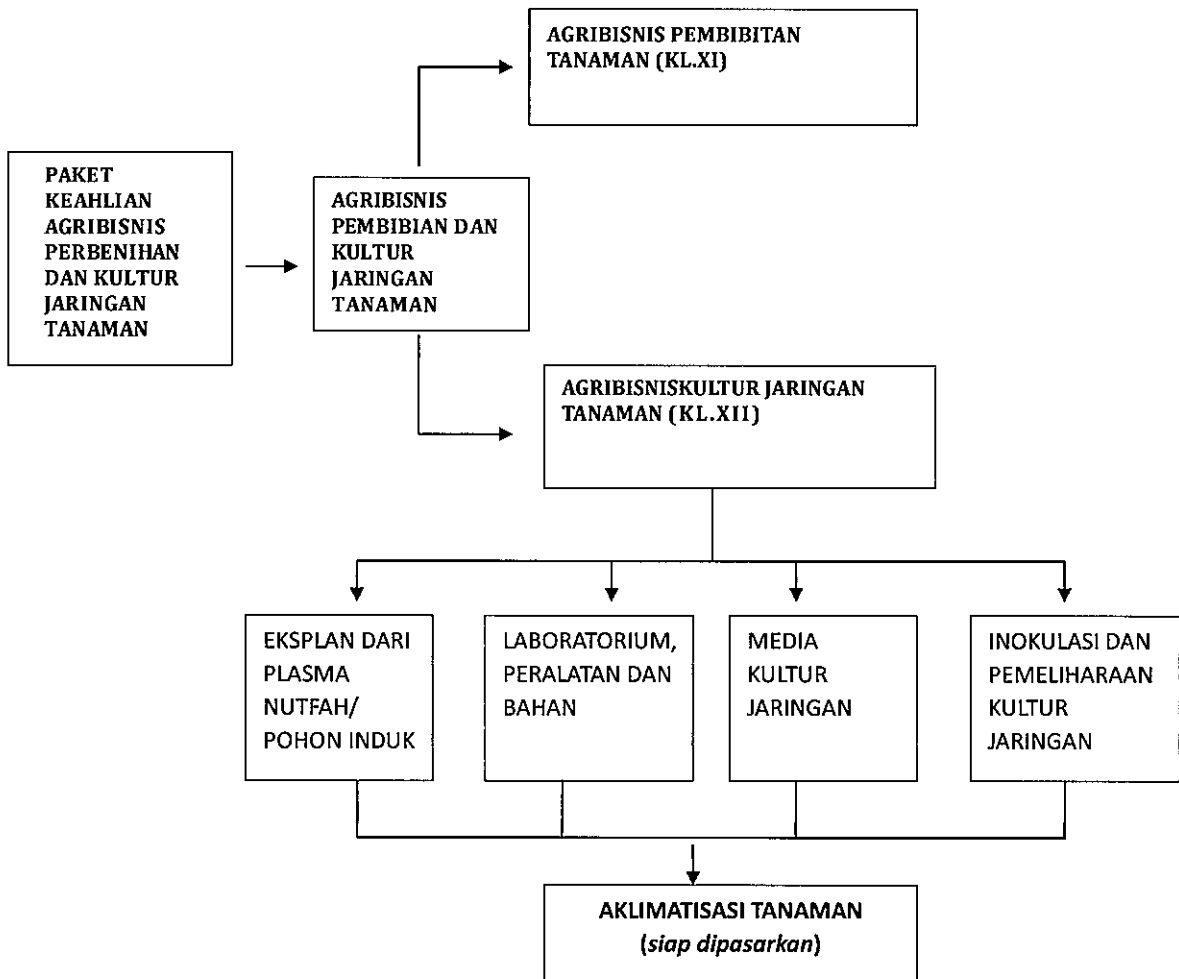 AGRIBISNIS PEMBIBITAN
TANAMAN (KL.XI)
PAKET
KEAHLIAN
AGRIBISNIS
PERBENIHAN
DAN KULTUR
JARINGAN
TANAMAN
AGRIBISNIS
PEMBIBIAN DAN
KULTUR
JARINGAN
TANAMAN
AGRIBISNISKULTUR JARINGAN
TANAMAN (KL.XII)
EKSPLAN DARI
PLASMA
NUTFAH/
POHON INDUK
LABORATORIUM,
PERALATAN DAN
BAHAN
MEDIA
KULTUR
JARINGAN
INOKULASI DAN
PEMELIHARAAN
KULTUR
JARINGAN
AKLIMATISASI TANAMAN
(siap dipasarkan)